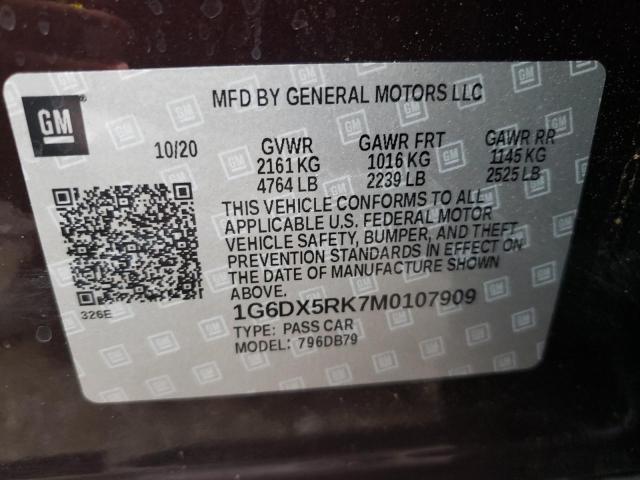 GM
MFD BY GENERAL MOTORS LLC
10/20 GVWR GAWR FRT GAWR RR
2161 KG 1016 KG 1145 KG
4764 LB 2239 LB 2525 LB
THIS VEHICLE CONFORMS TO ALL
APPLICABLE U.S. FEDERAL MOTOR
VEHICLE SAFETY, BUMPER, AND THEFT
PREVENTION STANDARDS IN EFFECT ON
THE DATE OF MANUFACTURE SHOWN ABOVE.
326E
1G6DX5RK7M0107909
TYPE: PASS CAR
MODEL: 796DB79